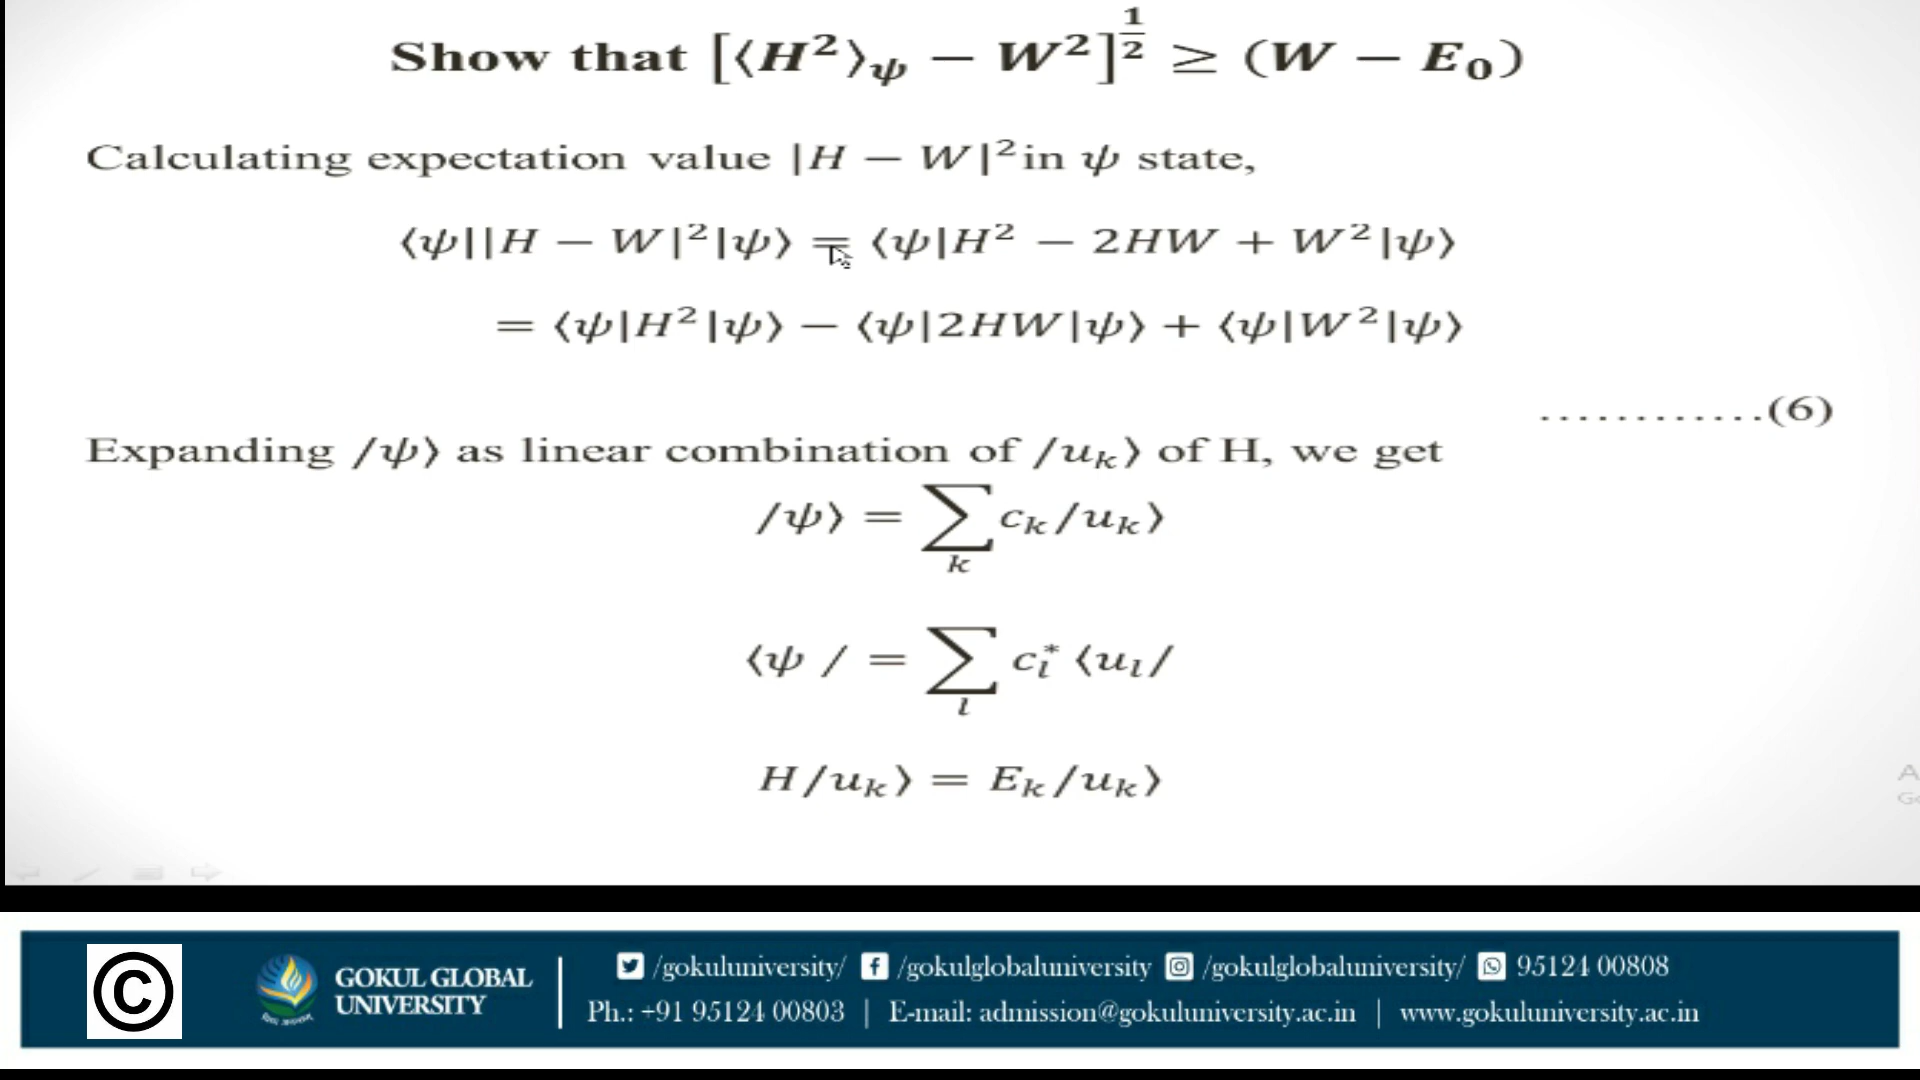 Show that [⟨H²⟩_ψ − W²]^{1/2} ≥ (W − E₀)
Calculating expectation value |H − W|² in ψ state,
⟨ψ||H − W|²|ψ⟩ = ⟨ψ|H² − 2HW + W²|ψ⟩
= ⟨ψ|H²|ψ⟩ − ⟨ψ|2HW|ψ⟩ + ⟨ψ|W²|ψ⟩
............(6)
Expanding /ψ⟩ as linear combination of /u_k⟩ of H, we get
/ψ⟩ = ∑_k c_k/u_k⟩
⟨ψ / = ∑_l c_l^* ⟨u_l/
H/u_k⟩ = E_k/u_k⟩
©
GOKUL GLOBAL
UNIVERSITY
/gokuluniversity/ /gokulglobaluniversity /gokulglobaluniversity/ 95124 00808
Ph.: +91 95124 00803 | E-mail: admission@gokuluniversity.ac.in | www.gokuluniversity.ac.in